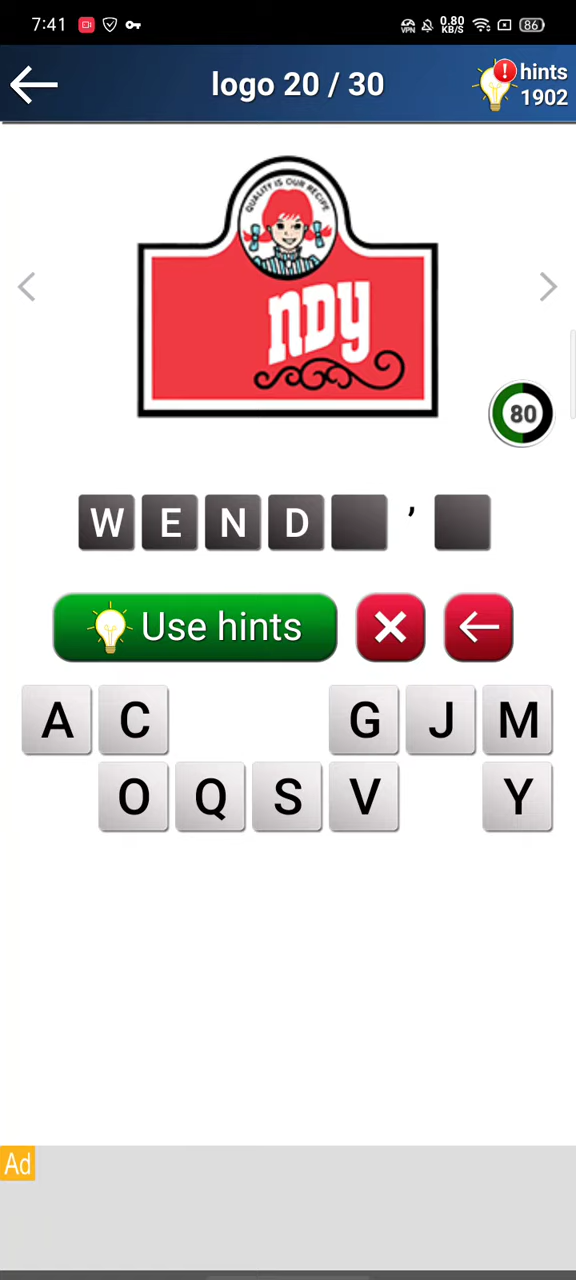 7:41 VPN 0.80 KB/S 86
logo 20 / 30
hints
1902
QUALITY IS OUR RECIPE
nDy
80
W E N D ’
Use hints
A C G J M
O Q S V Y
Ad